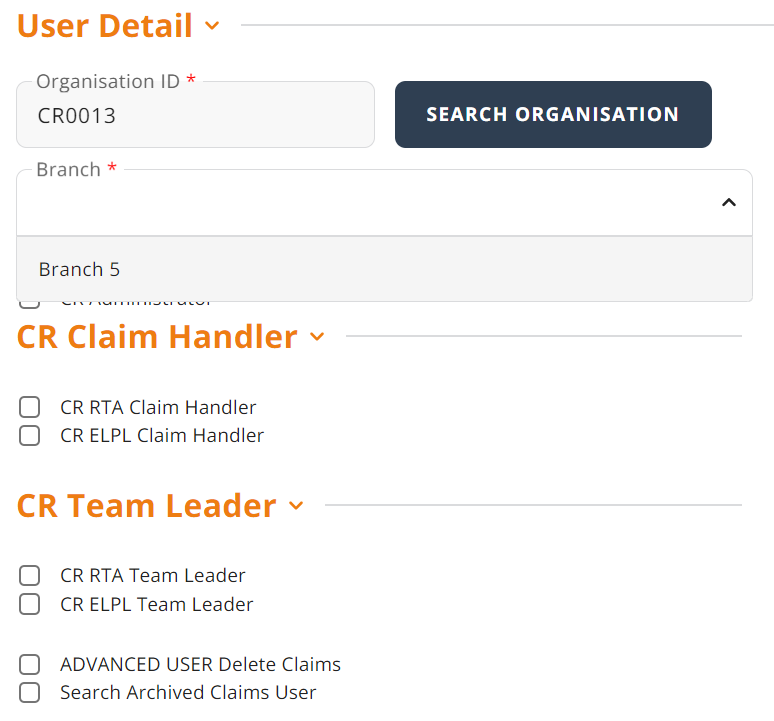 User Detail
Organisation ID *
CR0013
SEARCH ORGANISATION
Branch *
Branch 5
CR Administrator
CR Claim Handler
CR RTA Claim Handler
CR ELPL Claim Handler
CR Team Leader
CR RTA Team Leader
CR ELPL Team Leader
ADVANCED USER Delete Claims
Search Archived Claims User